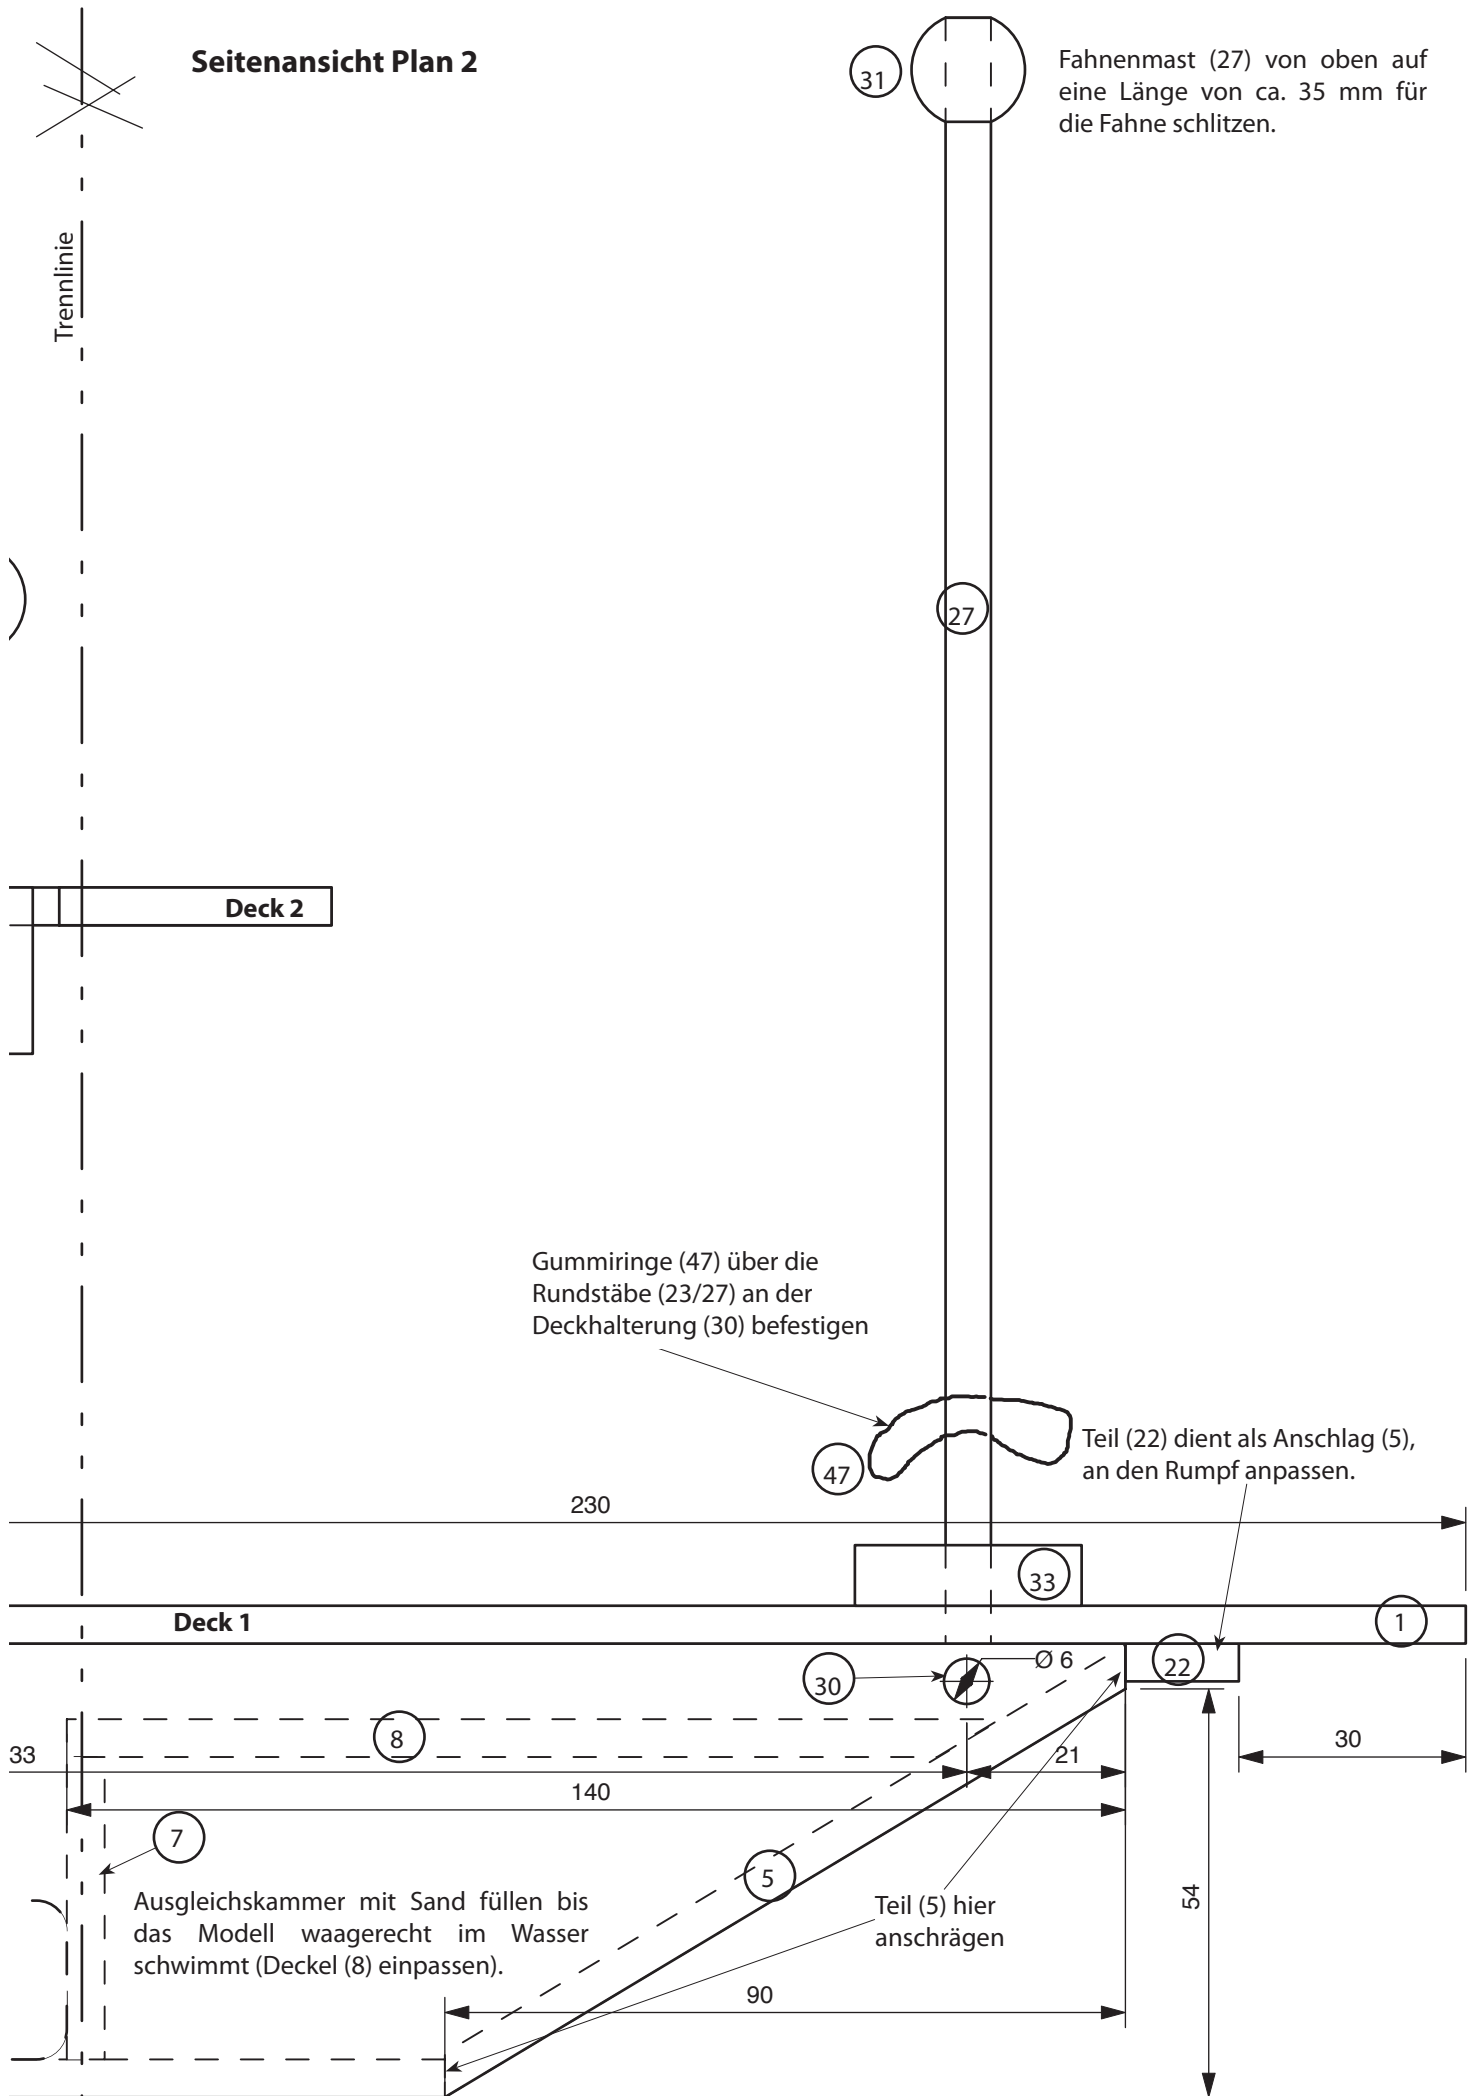 Seitenansicht Plan 2
31
Fahnenmast (27) von oben auf
eine Länge von ca. 35 mm für
die Fahne schlitzen.
Trennlinie
27
Deck 2
Gummiringe (47) über die
Rundstäbe (23/27) an der
Deckhalterung (30) befestigen
47
Teil (22) dient als Anschlag (5),
an den Rumpf anpassen.
230
33
Deck 1
1
30
Ø 6
22
8
33
21
30
140
7
5
Ausgleichskammer mit Sand füllen bis
das Modell waagerecht im Wasser
schwimmt (Deckel (8) einpassen).
Teil (5) hier
anschrägen
54
90